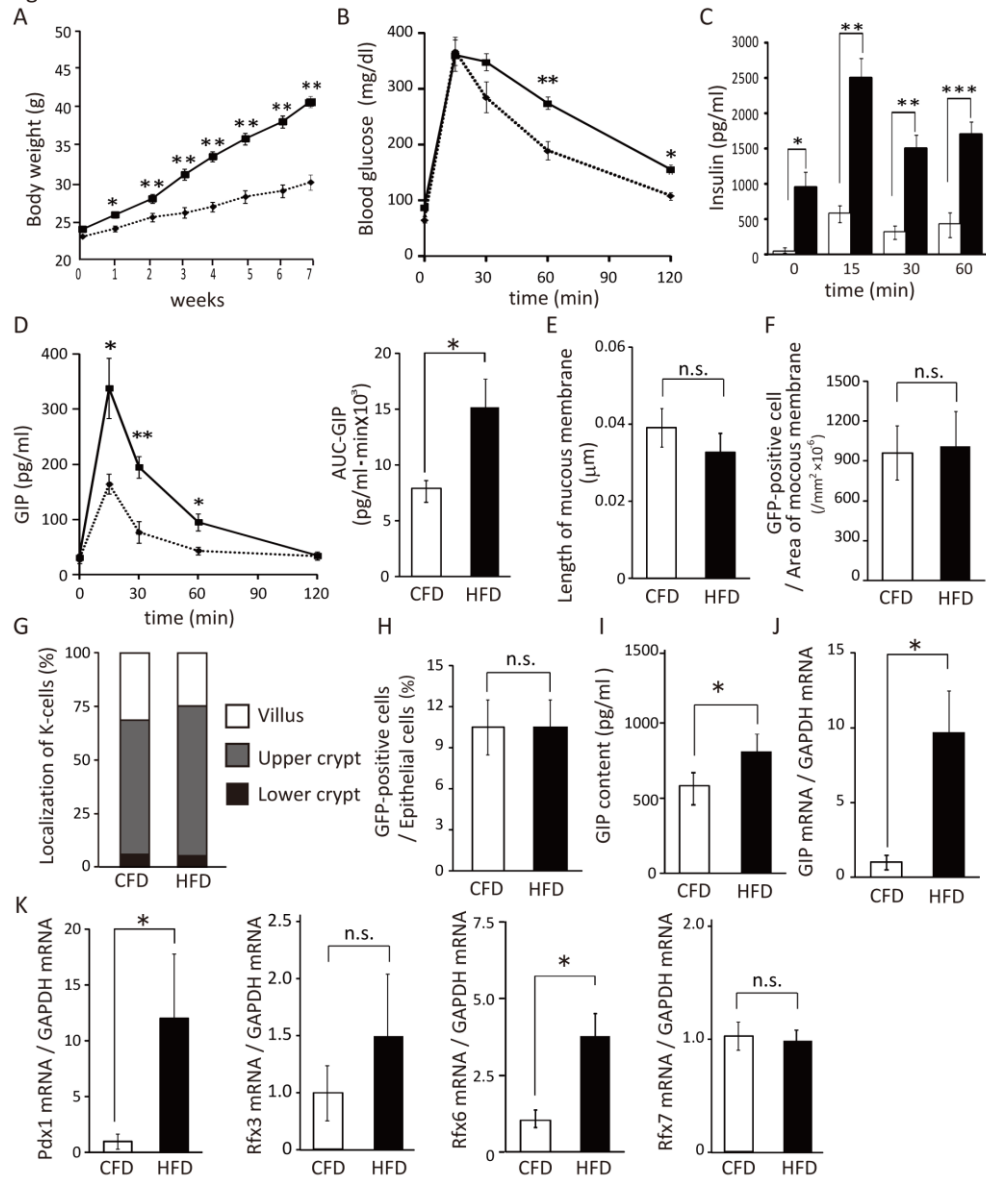 A
Body weight (g)
50
45
40
35
30
25
20
* ** ** ** ** ** **
0 1 2 3 4 5 6 7
weeks
B
Blood glucose (mg/dl)
400
300
200
100
0
**
*
0 30 60 90 120
time (min)
C
Insulin (pg/ml)
3000
2500
2000
1500
1000
500
0
* ** ** ***
0 15 30 60
time (min)
D
GIP (pg/ml)
400
300
200
100
0
* ** *
0 30 60 90 120
time (min)
AUC-GIP
(pg/ml·minX10³)
20
15
10
5
0
*
CFD HFD
E
Length of mucous membrane
(μm)
0.06
0.04
0.02
0
n.s.
CFD HFD
F
GFP-positive cell
/ Area of mocous membrane
(/mm² ×10⁻⁶)
1500
1200
900
600
300
0
n.s.
CFD HFD
G
Localization of K-cells (%)
100
75
50
25
0
CFD HFD
Villus
Upper crypt
Lower crypt
H
GFP-positive cells
/ Epithelial cells (%)
15
12
9
6
3
0
n.s.
CFD HFD
I
GIP content (pg/ml )
1500
1000
500
0
*
CFD HFD
J
GIP mRNA / GAPDH mRNA
15
10
5
0
*
CFD HFD
K
Pdx1 mRNA / GAPDH mRNA
20
15
10
5
0
*
CFD HFD
Rfx3 mRNA / GAPDH mRNA
2.5
2.0
1.5
1.0
0.5
0
n.s.
CFD HFD
Rfx6 mRNA / GAPDH mRNA
7.5
5.0
2.5
0
*
CFD HFD
Rfx7 mRNA / GAPDH mRNA
2.0
1.0
0
n.s.
CFD HFD